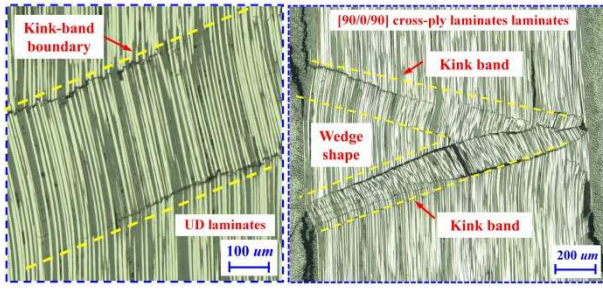 Kink-band
boundary
UD laminates
100 um
[90/0/90] cross-ply laminates laminates
Kink band
Wedge
shape
Kink band
200 um